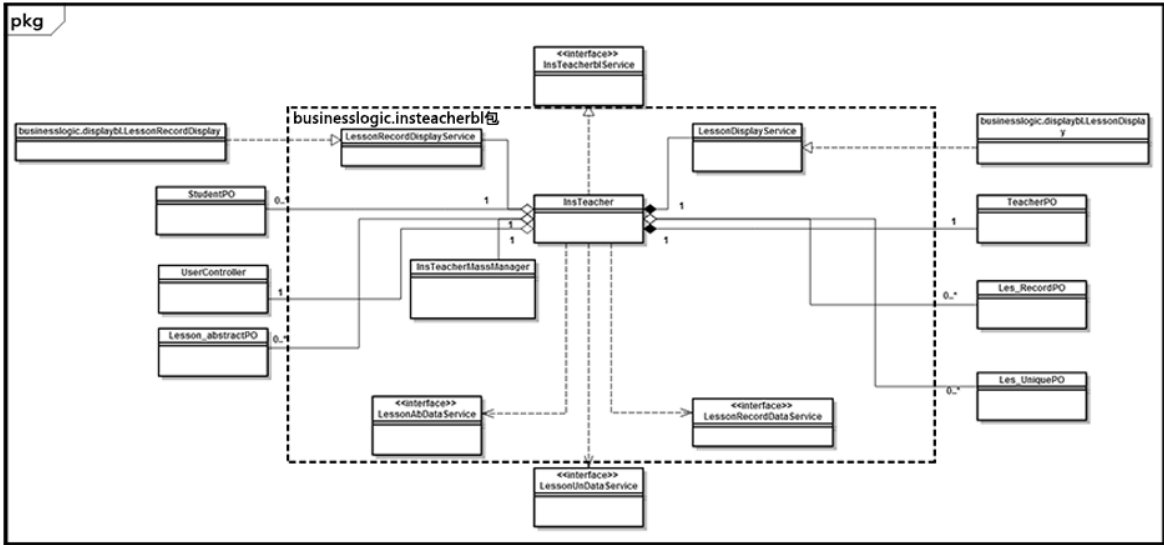 pkg
<<interface>>
InsTeacherblService
businesslogic.insteacherbl包
businesslogic.displaybl.LessonRecordDisplay
LessonRecordDisplayService
LessonDisplayService
businesslogic.displaybl.LessonDispla
y
StudentPO
0..*
1
InsTeacher
1
TeacherPO
1
1
1
1
UserController
1
InsTeacherMassManager
Les_RecordPO
0..*
Lesson_abstractPO
0..*
Les_UniquePO
0..*
<<interface>>
LessonAbDataService
<<interface>>
LessonRecordDataService
<<interface>>
LessonUnDataService